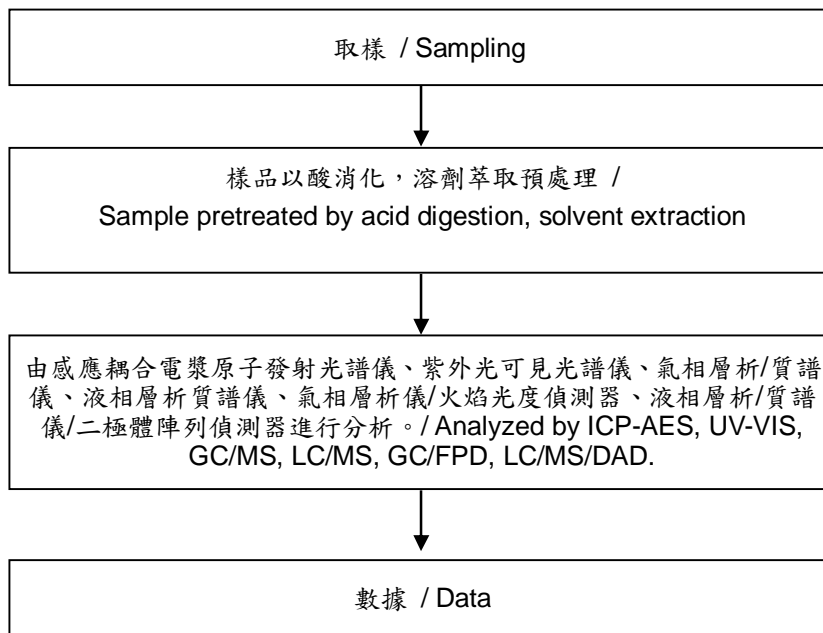 取樣 / Sampling
樣品以酸消化，溶劑萃取預處理 /
Sample pretreated by acid digestion, solvent extraction
由感應耦合電漿原子發射光譜儀、紫外光可見光譜儀、氣相層析/質譜
儀、液相層析質譜儀、氣相層析儀/火焰光度偵測器、液相層析/質譜
儀/二極體陣列偵測器進行分析。/ Analyzed by ICP-AES, UV-VIS,
GC/MS, LC/MS, GC/FPD, LC/MS/DAD.
數據 / Data